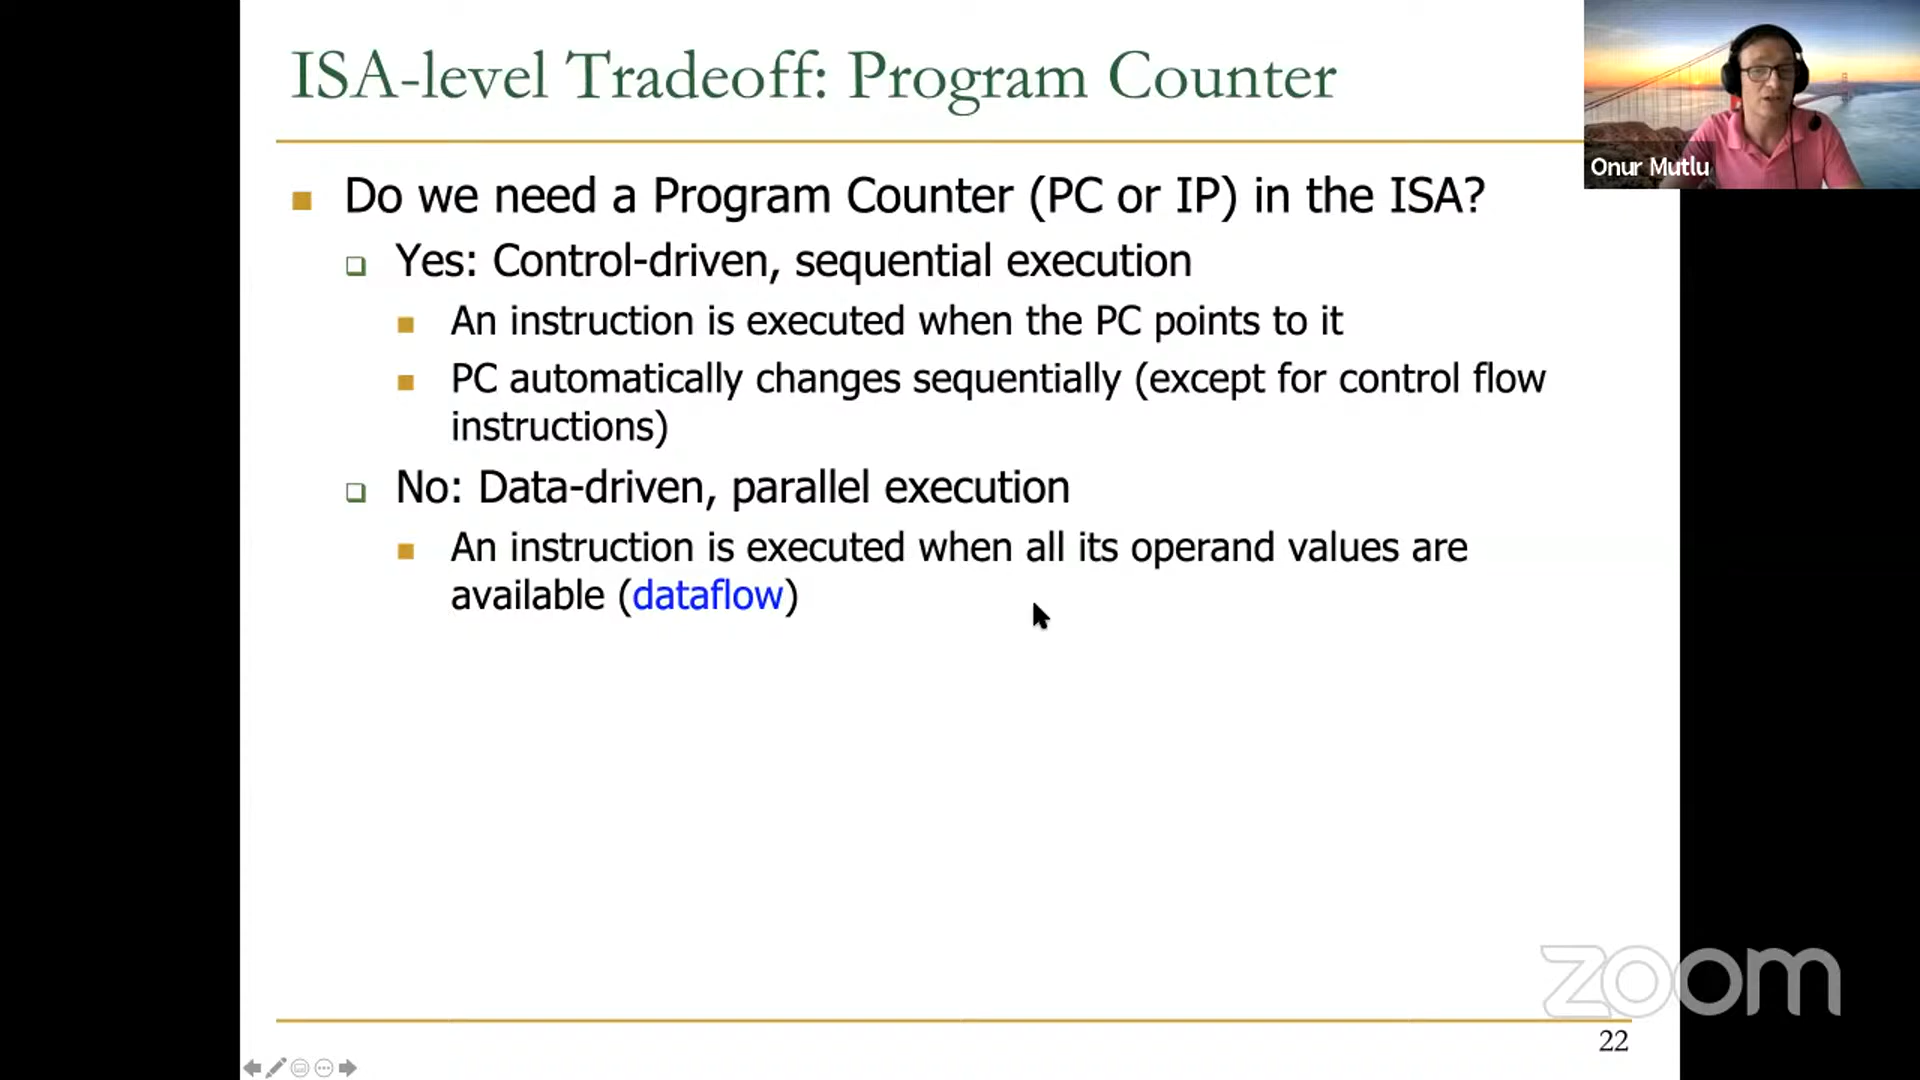 ISA-level Tradeoff: Program Counter
Onur Mutlu
Do we need a Program Counter (PC or IP) in the ISA?
Yes: Control-driven, sequential execution
An instruction is executed when the PC points to it
PC automatically changes sequentially (except for control flow
instructions)
No: Data-driven, parallel execution
An instruction is executed when all its operand values are
available (dataflow)
zoom
22